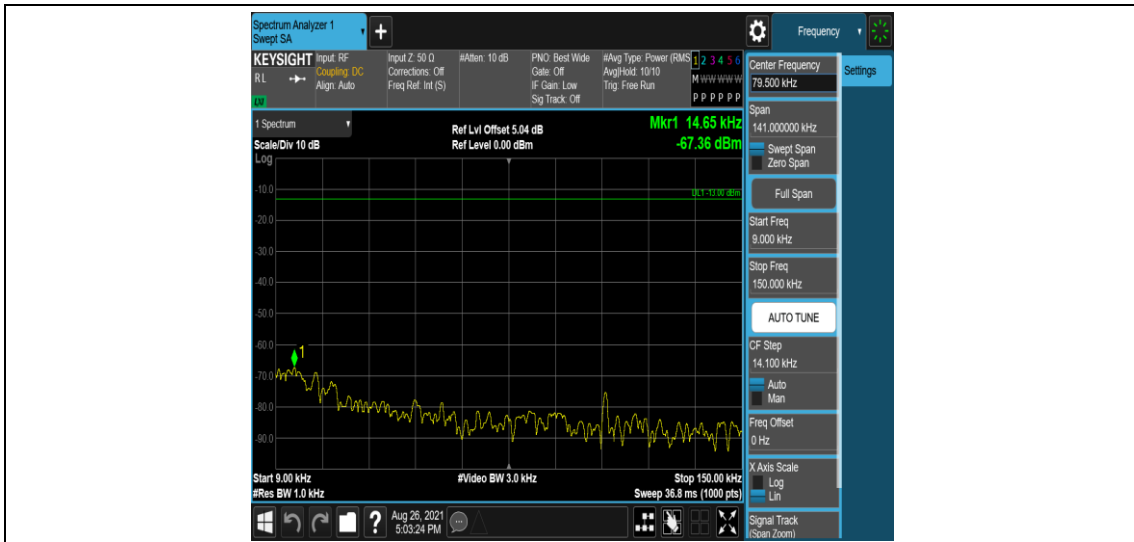 Spectrum Analyzer 1
Swept SA
+
Frequency
KEYSIGHT
RL
LM
Input: RF
Coupling: DC
Align: Auto
Input Z: 50 Ω
Corrections: Off
Freq Ref: Int (S)
#Atten: 10 dB
PNO: Best Wide
Gate: Off
IF Gain: Low
Sig Track: Off
#Avg Type: Power (RMS
Avg|Hold: 10/10
Trig: Free Run
1 2 3 4 5 6
M W W W W W
P P P P P P
1 Spectrum
Scale/Div 10 dB
Ref Lvl Offset 5.04 dB
Ref Level 0.00 dBm
Mkr1 14.65 kHz
-67.36 dBm
Log
DL1 -13.00 dBm
-10.0
-20.0
-30.0
-40.0
-50.0
-60.0
-70.0
-80.0
-90.0
1
Start 9.00 kHz
#Res BW 1.0 kHz
#Video BW 3.0 kHz
Stop 150.00 kHz
Sweep 36.8 ms (1000 pts)
?
Aug 26, 2021
5:03:24 PM
Center Frequency
79.500 kHz
Settings
Span
141.000000 kHz
Swept Span
Zero Span
Full Span
Start Freq
9.000 kHz
Stop Freq
150.000 kHz
AUTO TUNE
CF Step
14.100 kHz
Auto
Man
Freq Offset
0 Hz
X Axis Scale
Log
Lin
Signal Track
(Span Zoom)